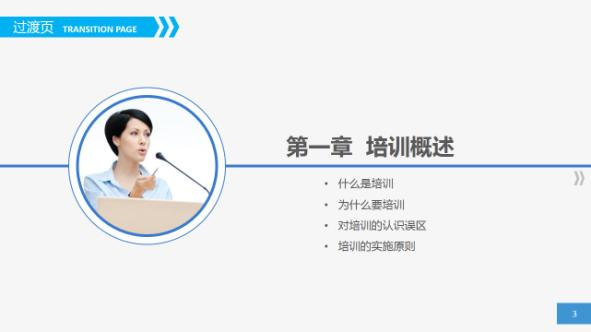 过渡页 TRANSITION PAGE
第一章 培训概述
• 什么是培训
• 为什么要培训
• 对培训的认识误区
• 培训的实施原则
3